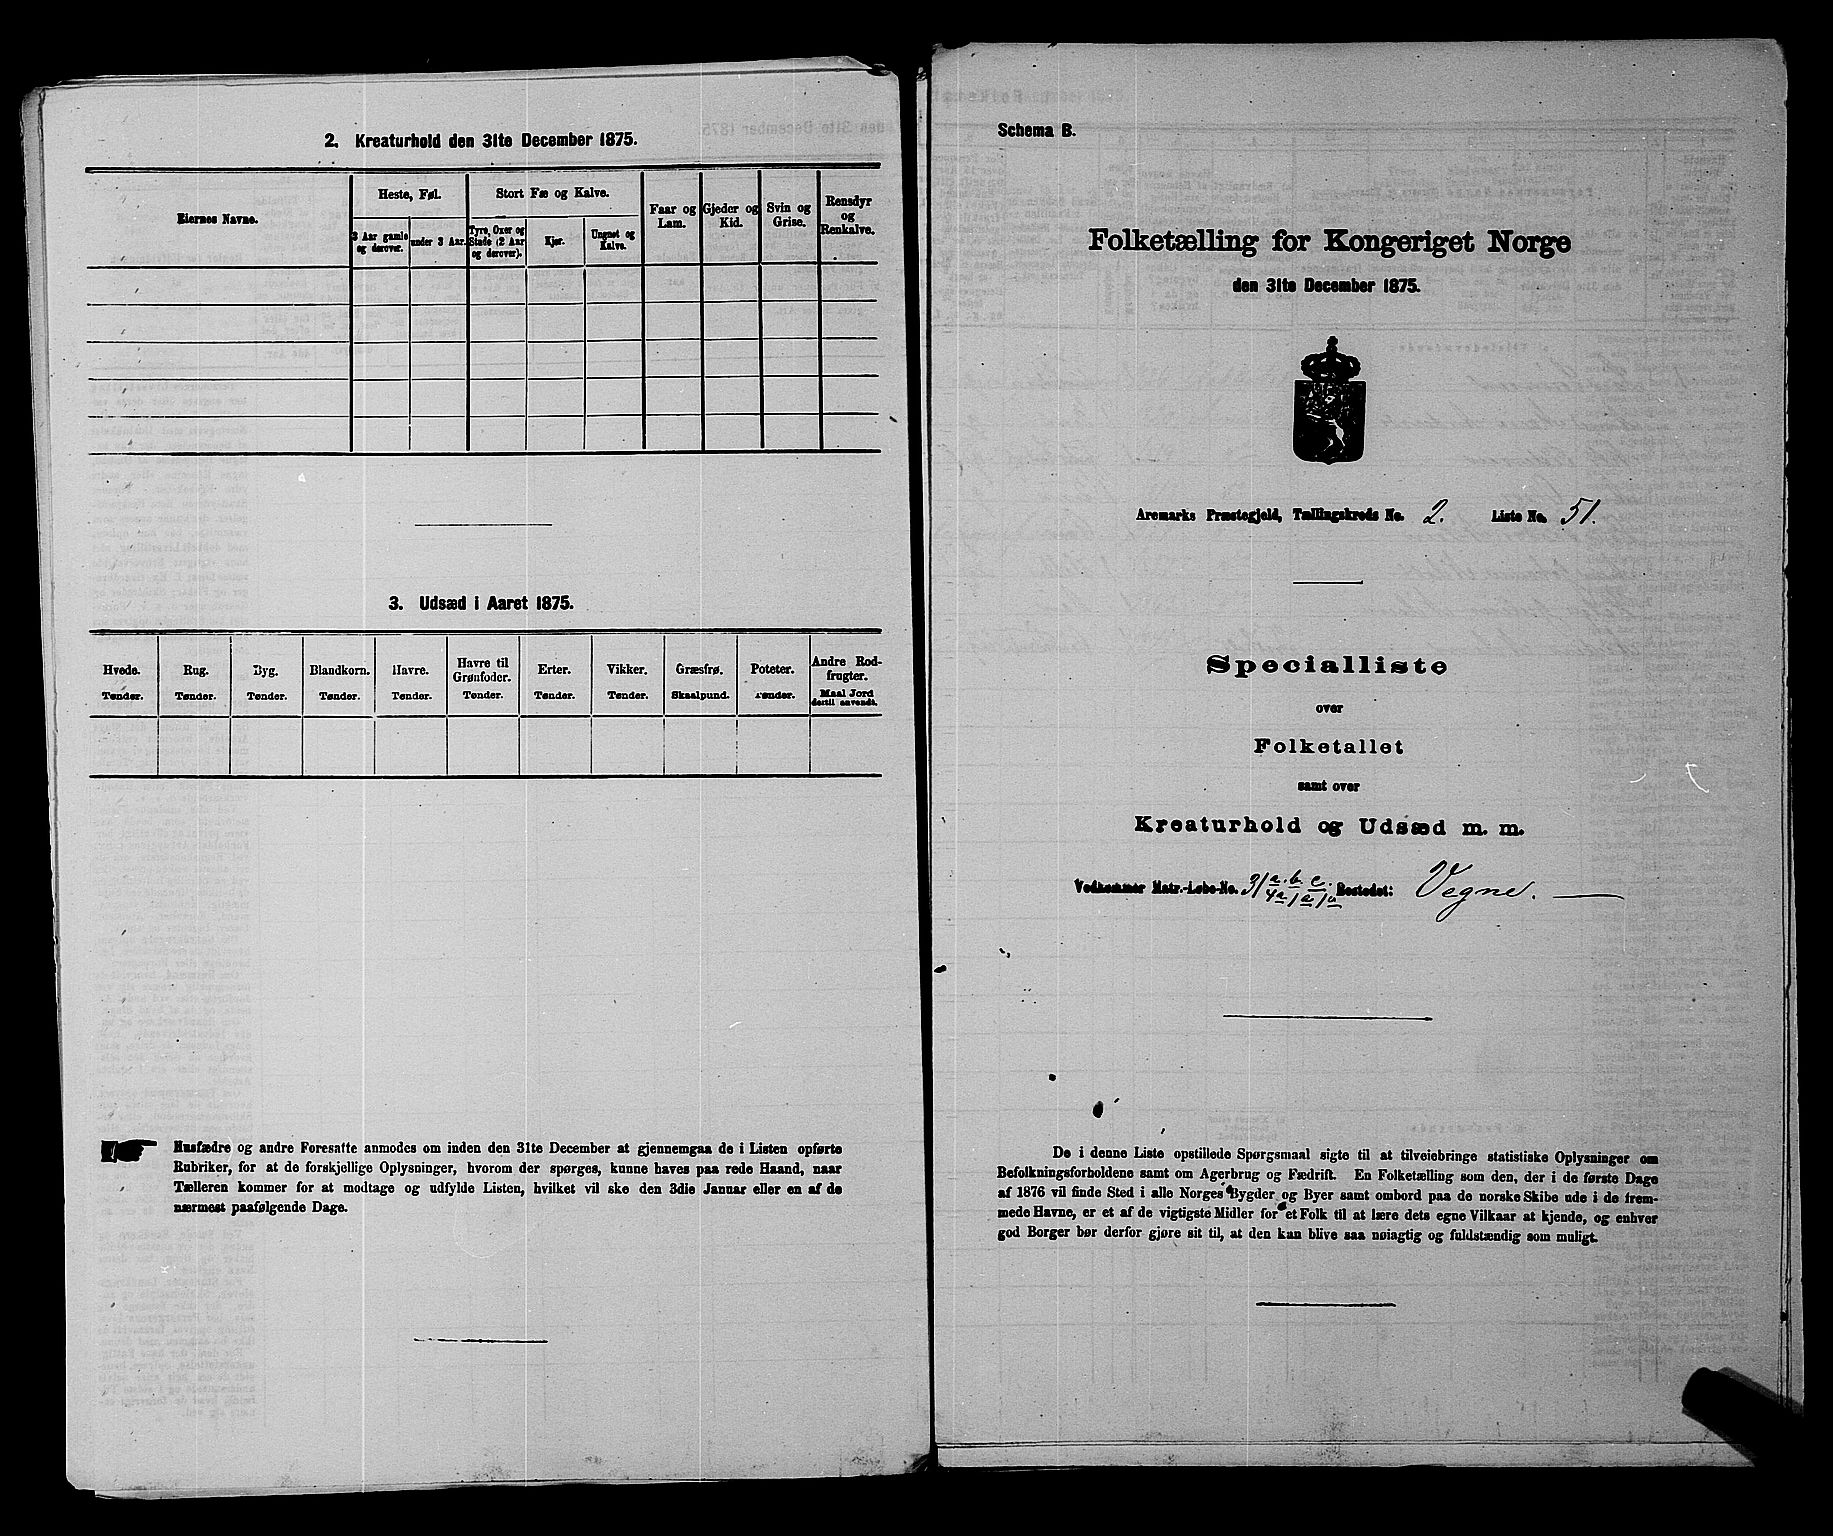 2. Kreaturhold den 31te December 1875.
Eiernes Navne.
Heste, Føl.
Stort Fæ og Kalve.
Faar og Lam.
Gjeder og Kid.
Svin og Grise.
Rensdyr og Renkalve.
3 Aar gamle og derover.
under 3 Aar.
Tyre, Oxer og Stude (2 Aar og derover).
Kjør.
Ungnøt og Kalve.
3. Udsæd i Aaret 1875.
Hvede. Tønder.
Rug. Tønder.
Byg. Tønder.
Blandkorn. Tønder.
Havre. Tønder.
Havre til Grønfoder. Tønder.
Erter. Tønder.
Vikker. Tønder.
Græsfrø. Skaalpund.
Poteter. Tønder.
Andre Rodfrugter. Maal Jord dertil anvendt.
Husfædre og andre Foresatte anmodes om inden den 31te December at gjennemgaa de i Listen opførte
Rubriker, for at de forskjellige Oplysninger, hvorom der spørges, kunne haves paa rede Haand, naar
Tælleren kommer for at modtage og udfylde Listen, hvilket vil ske den 3die Januar eller en af de
nærmest paafølgende Dage.
Schema B.
Folketælling for Kongeriget Norge
den 31te December 1875.
Aremarks Præstegjeld, Tællingskreds No. 2. Liste No. 51.
Specialliste
over
Folketallet
samt over
Kreaturhold og Udsæd m. m.
Vedkommer Matr.-Løbe-No. Bostedet: Vegne.
De i denne Liste opstillede Spørgsmaal sigte til at tilveiebringe statistiske Oplysninger om
Befolkningsforholdene samt om Agerbrug og Fædrift. En Folketælling som den, der i de første Dage
af 1876 vil finde Sted i alle Norges Bygder og Byer samt ombord paa de norske Skibe ude i de frem-
mede Havne, er et af de vigtigste Midler for et Folk til at lære dets egne Vilkaar at kjende, og enhver
god Borger bør derfor gjøre sit til, at den kan blive saa nøiagtig og fuldstændig som muligt.